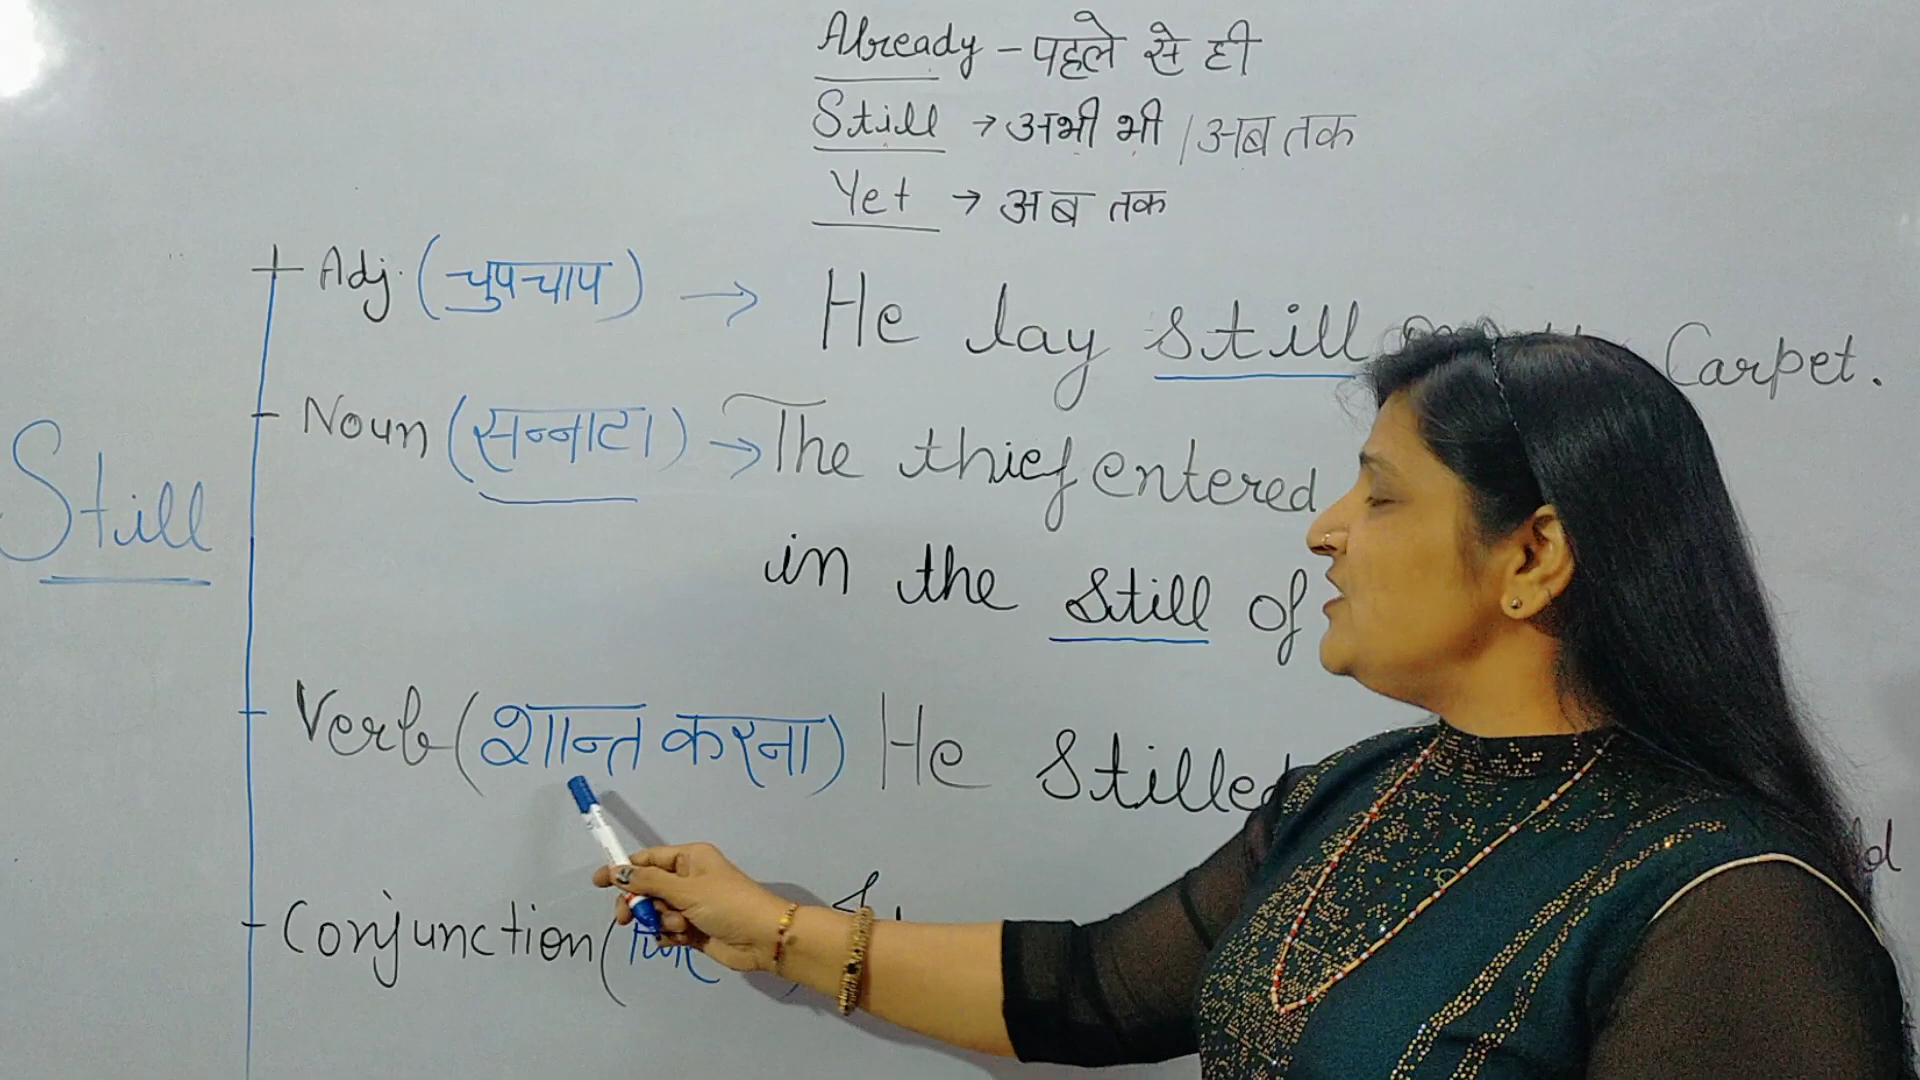 Already - पहले से ही
Still → अभी भी / अब तक
Yet → अब तक
Still
Adj. (चुपचाप) → He lay still Carpet.
Noun (सन्नाटा) → The thief entered
in the still of
Verb (शान्त करना) He Stilled
Conjunction (